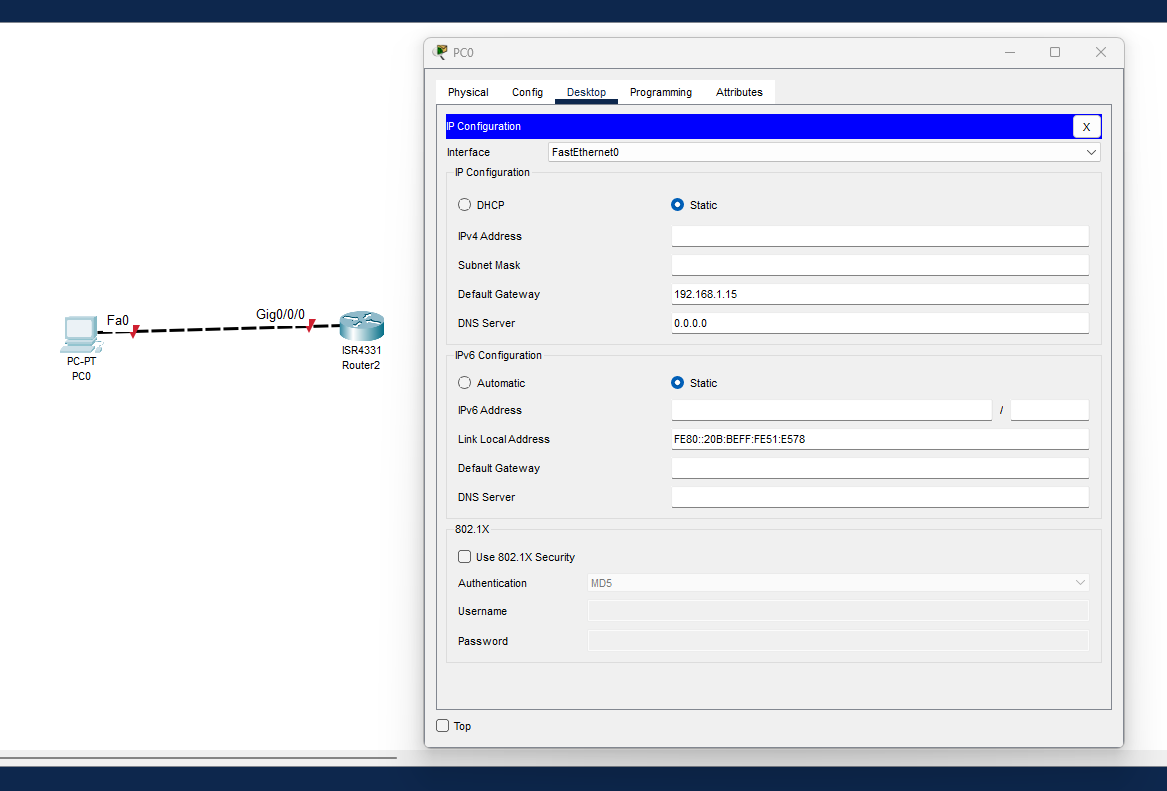 PC0
Physical Config Desktop Programming Attributes
IP Configuration X
Interface FastEthernet0
IP Configuration
DHCP Static
IPv4 Address
Subnet Mask
Default Gateway 192.168.1.15
DNS Server 0.0.0.0
IPv6 Configuration
Automatic Static
IPv6 Address /
Link Local Address FE80::20B:BEFF:FE51:E578
Default Gateway
DNS Server
802.1X
Use 802.1X Security
Authentication MD5
Username
Password
Top
Fa0
Gig0/0/0
PC-PT
PC0
ISR4331
Router2